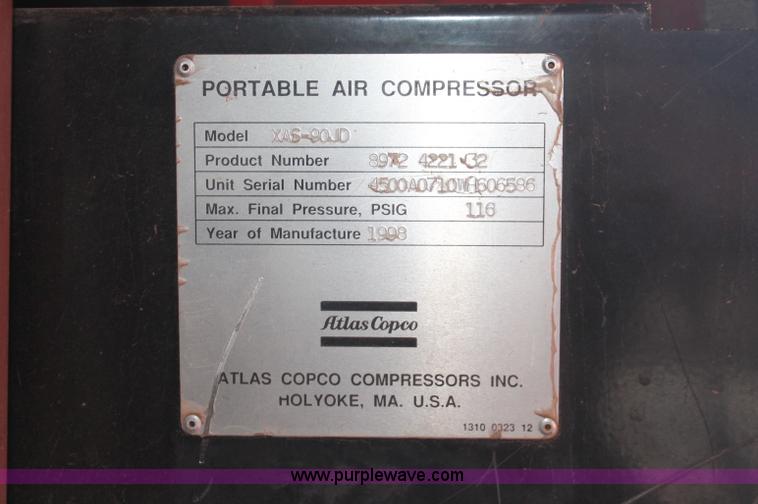 PORTABLE AIR COMPRESSOR
Model XAS-90JD
Product Number 8972 4221 32
Unit Serial Number 4500A0710WH606586
Max. Final Pressure, PSIG 116
Year of Manufacture 1998
Atlas Copco
ATLAS COPCO COMPRESSORS INC.
HOLYOKE, MA. U.S.A.
1310 0323 12
www.purplewave.com